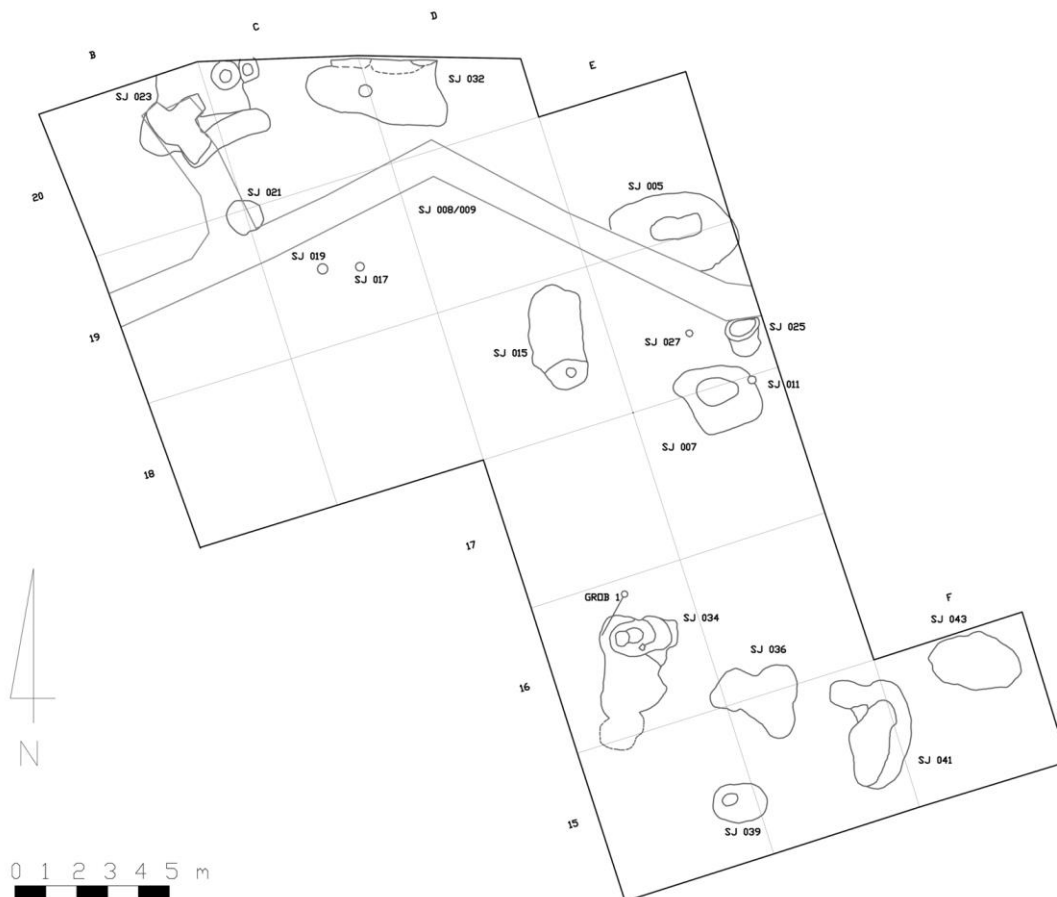 D
C
B
E
SJ 032
SJ 023
20
SJ 005
SJ 021
SJ 008/009
SJ 019
SJ 017
SJ 025
19
SJ 027
SJ 015
SJ 011
SJ 007
18
17
GROB 1
F
SJ 034
SJ 043
SJ 036
16
N
SJ 041
15
SJ 039
0 1 2 3 4 5 m